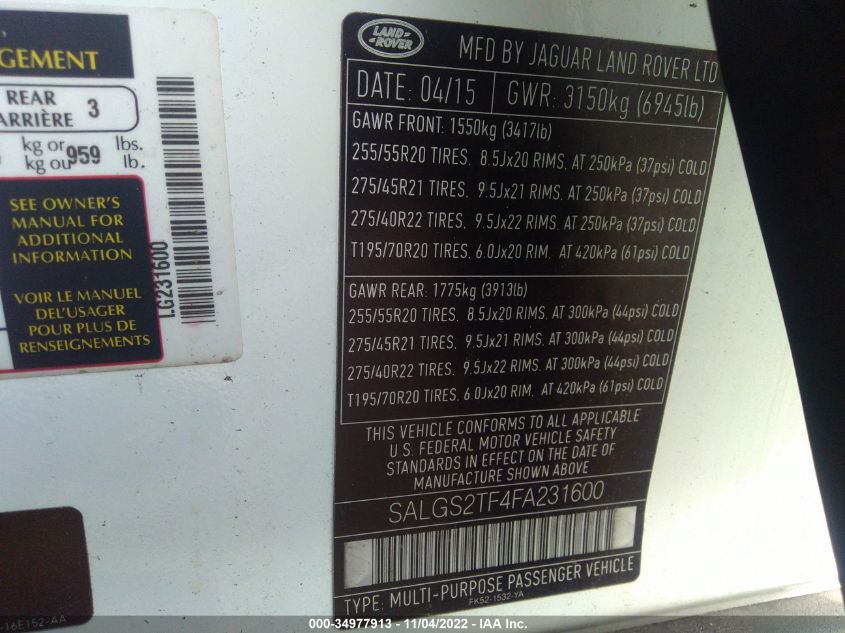 GEMENT
REAR 3
ARRIÈRE
kg or 959 lbs.
kg ou lb.
SEE OWNER'S
MANUAL FOR
ADDITIONAL
INFORMATION
VOIR LE MANUEL
DEL'USAGER
POUR PLUS DE
RENSEIGNEMENTS
LG231600
LAND
ROVER
MFD BY JAGUAR LAND ROVER LTD
DATE: 04/15 GWR: 3150kg (6945lb)
GAWR FRONT: 1550kg (3417lb)
255/55R20 TIRES. 8.5Jx20 RIMS. AT 250kPa (37psi) COLD
275/45R21 TIRES. 9.5Jx21 RIMS. AT 250kPa (37psi) COLD
275/40R22 TIRES. 9.5Jx22 RIMS. AT 250kPa (37psi) COLD
T195/70R20 TIRES. 6.0Jx20 RIM. AT 420kPa (61psi) COLD
GAWR REAR: 1775kg (3913lb)
255/55R20 TIRES. 8.5Jx20 RIMS. AT 300kPa (44psi) COLD
275/45R21 TIRES. 9.5Jx21 RIMS. AT 300kPa (44psi) COLD
275/40R22 TIRES. 9.5Jx22 RIMS. AT 300kPa (44psi) COLD
T195/70R20 TIRES. 6.0Jx20 RIM. AT 420kPa (61psi) COLD
THIS VEHICLE CONFORMS TO ALL APPLICABLE
U.S. FEDERAL MOTOR VEHICLE SAFETY
STANDARDS IN EFFECT ON THE DATE OF
MANUFACTURE SHOWN ABOVE
SALGS2TF4FA231600
TYPE: MULTI-PURPOSE PASSENGER VEHICLE
FK52-1532-YA
-16E152-AA
000-34977913 - 11/04/2022 - 1004/4